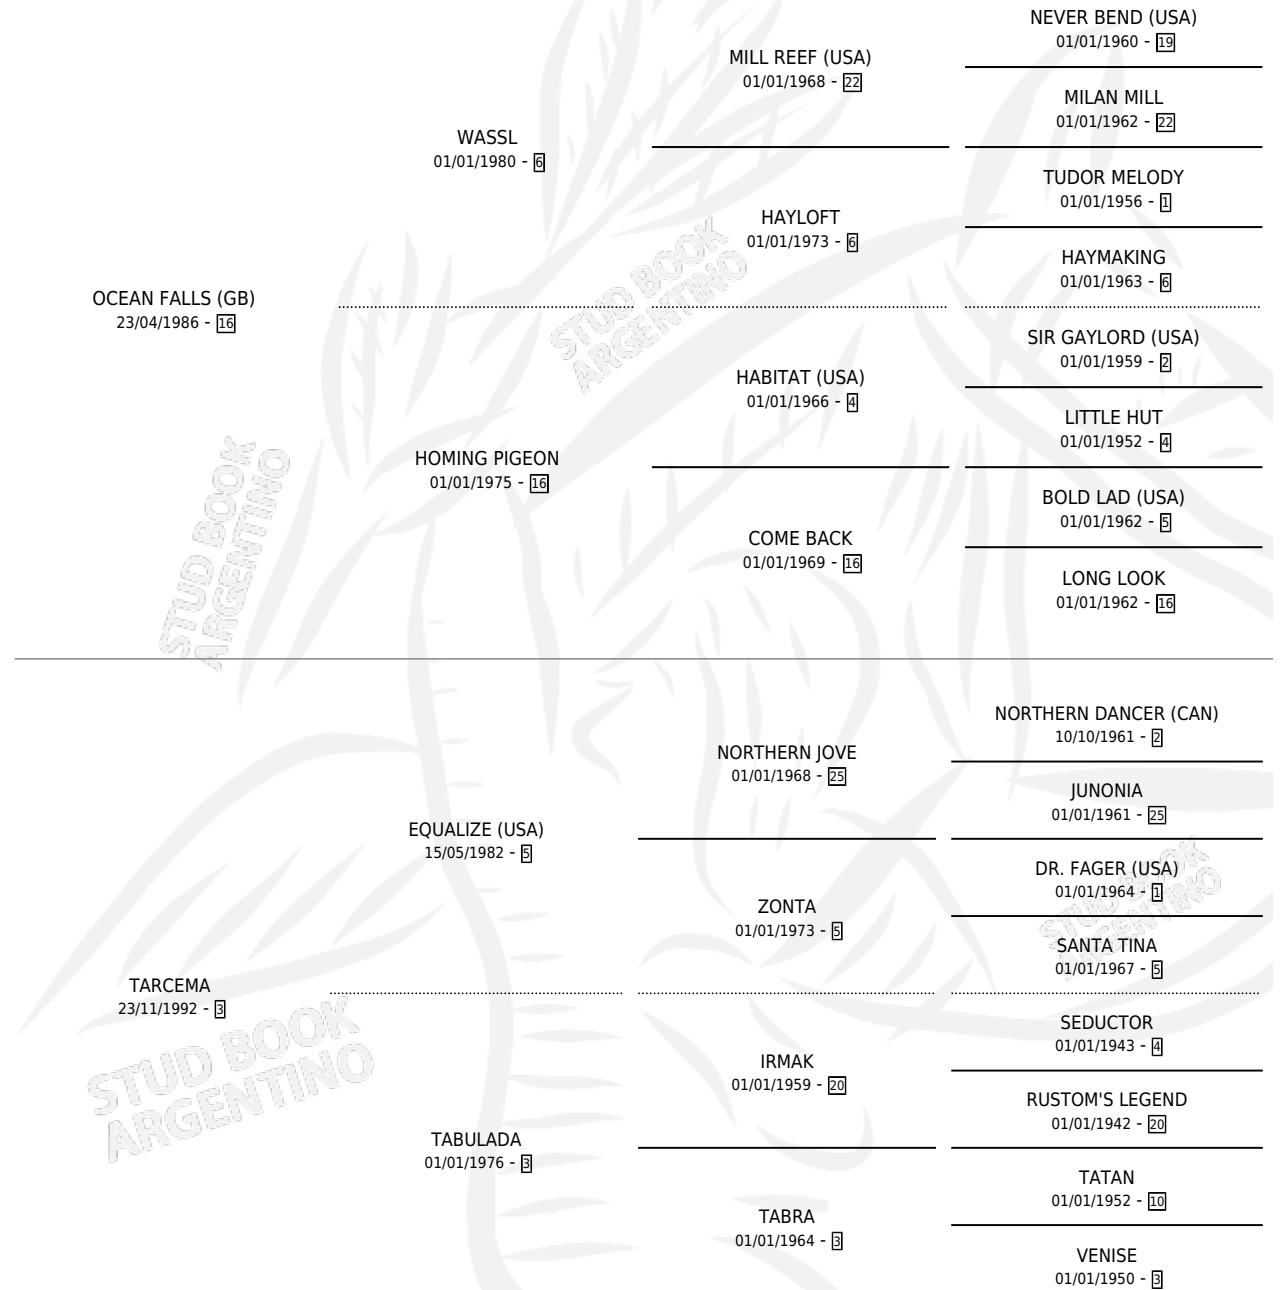 NEVER BEND (USA)
01/01/1960 - 19
MILL REEF (USA)
01/01/1968 - 22
MILAN MILL
01/01/1962 - 22
WASSL
01/01/1980 - 6
TUDOR MELODY
01/01/1956 - 1
HAYLOFT
01/01/1973 - 6
HAYMAKING
01/01/1963 - 6
OCEAN FALLS (GB)
23/04/1986 - 16
SIR GAYLORD (USA)
01/01/1959 - 2
HABITAT (USA)
01/01/1966 - 4
LITTLE HUT
01/01/1952 - 4
HOMING PIGEON
01/01/1975 - 16
BOLD LAD (USA)
01/01/1962 - 5
COME BACK
01/01/1969 - 16
LONG LOOK
01/01/1962 - 16
NORTHERN DANCER (CAN)
10/10/1961 - 2
NORTHERN JOVE
01/01/1968 - 25
JUNONIA
01/01/1961 - 25
EQUALIZE (USA)
15/05/1982 - 5
DR. FAGER (USA)
01/01/1964 - 1
ZONTA
01/01/1973 - 5
SANTA TINA
01/01/1967 - 5
TARCEMA
23/11/1992 - 3
SEDUCTOR
01/01/1943 - 4
IRMAK
01/01/1959 - 20
RUSTOM'S LEGEND
01/01/1942 - 20
TABULADA
01/01/1976 - 3
TATAN
01/01/1952 - 10
TABRA
01/01/1964 - 3
VENISE
01/01/1950 - 3
STUD BOOK
ARGENTINO
STUD BOOK
ARGENTINO
STUD BOOK
ARGENTINO
STUD BOOK
ARGENTINO